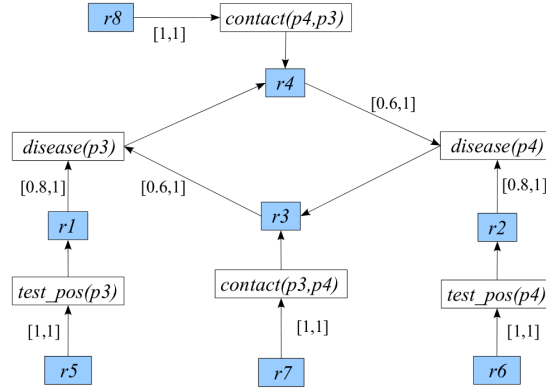 r8
contact(p4,p3)
[1,1]
r4
[0.6,1]
disease(p3)
disease(p4)
[0.8,1]
[0.6,1]
[0.8,1]
r1
r3
r2
test_pos(p3)
contact(p3,p4)
test_pos(p4)
[1,1]
[1,1]
[1,1]
r5
r7
r6